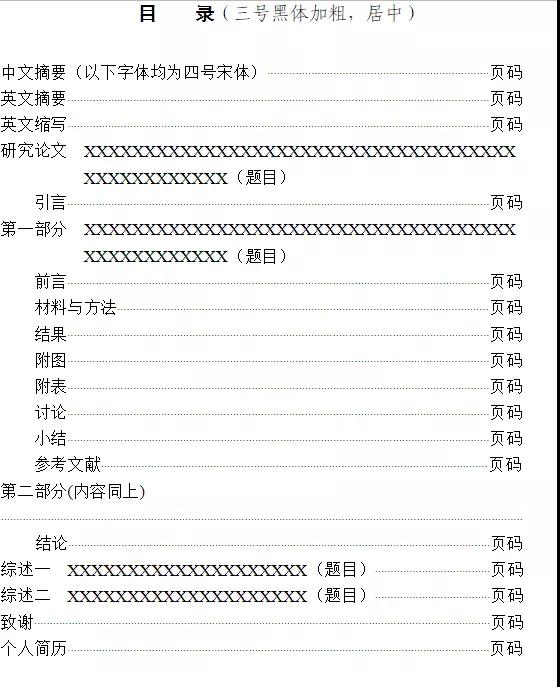 目　　录（三号黑体加粗，居中）
中文摘要（以下字体均为四号宋体）……页码
英文摘要……页码
英文缩写……页码
研究论文　XXXXXXXXXXXXXXXXXXXXXXXXXXXXXXXXXXXX
XXXXXXXXXXXX（题目）
引言……页码
第一部分　XXXXXXXXXXXXXXXXXXXXXXXXXXXXXXXXXXXX
XXXXXXXXXXXX（题目）
前言……页码
材料与方法……页码
结果……页码
附图……页码
附表……页码
讨论……页码
小结……页码
参考文献……页码
第二部分(内容同上)
……
结论……页码
综述一　XXXXXXXXXXXXXXXXXXXX（题目）……页码
综述二　XXXXXXXXXXXXXXXXXXXX（题目）……页码
致谢……页码
个人简历……页码